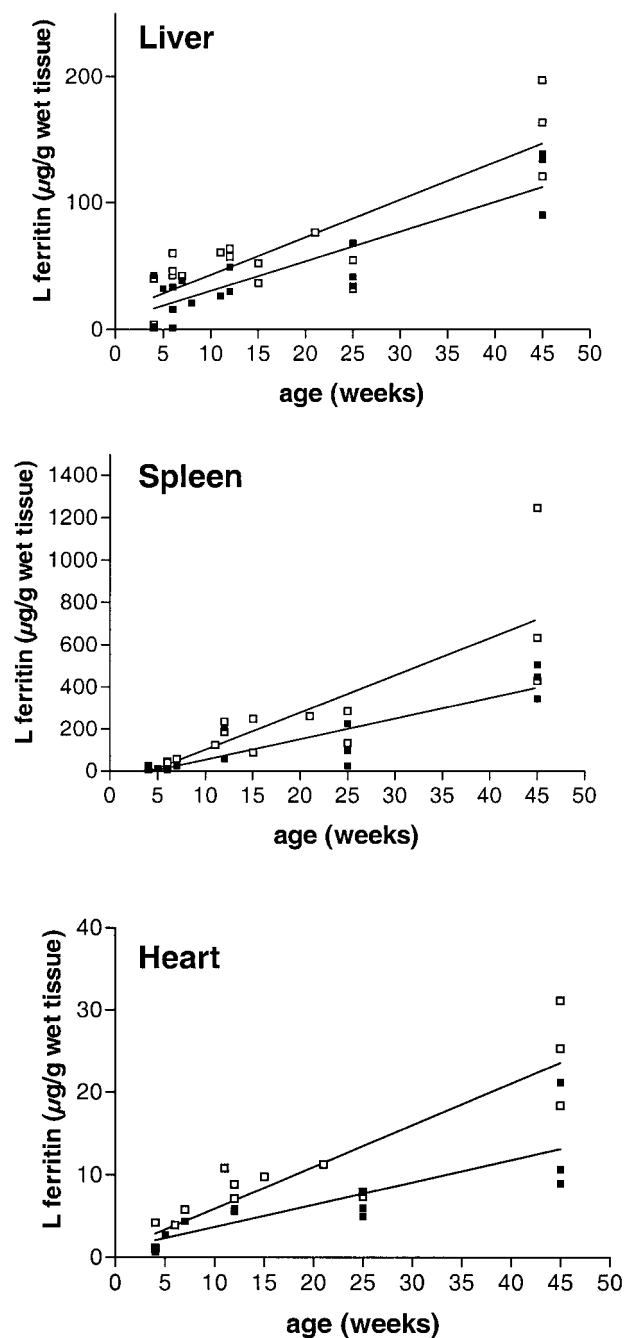 Liver
L ferritin (µg/g wet tissue)
200
100
0
0 5 10 15 20 25 30 35 40 45 50
age (weeks)
Spleen
L ferritin (µg/g wet tissue)
1400
1200
1000
800
600
400
200
0
0 5 10 15 20 25 30 35 40 45 50
age (weeks)
Heart
L ferritin (µg/g wet tissue)
40
30
20
10
0
0 5 10 15 20 25 30 35 40 45 50
age (weeks)